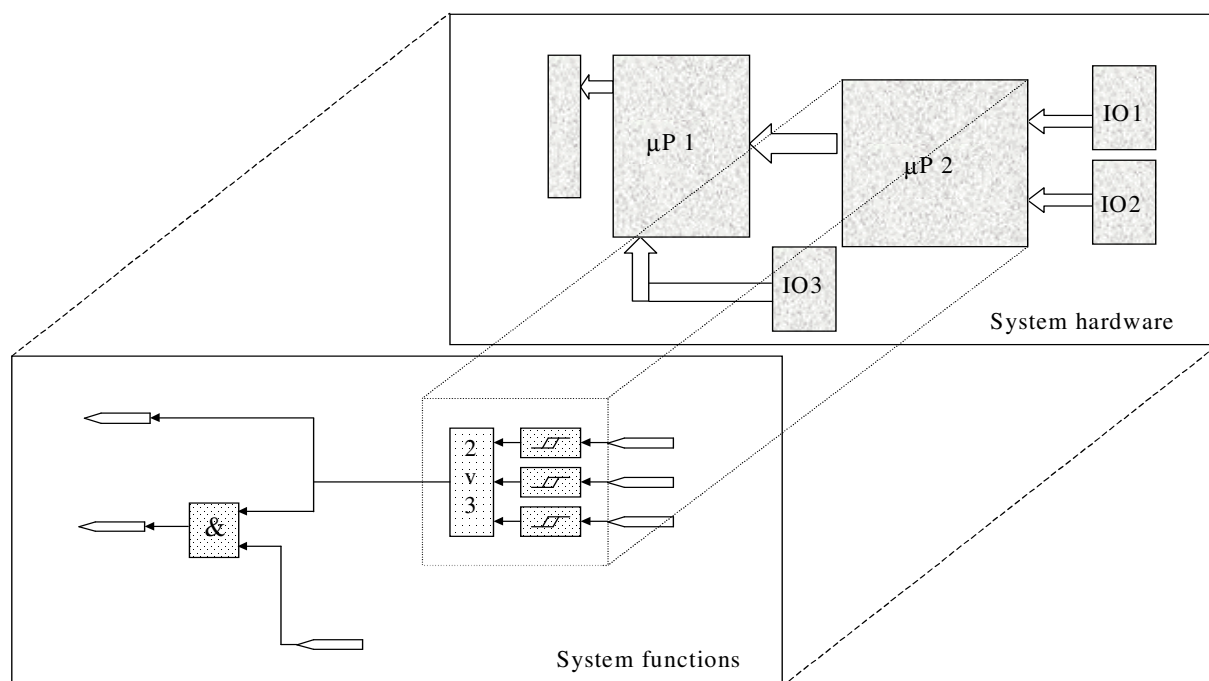 µP 1
µP 2
IO1
IO2
IO3
System hardware
2
v
3
&
System functions